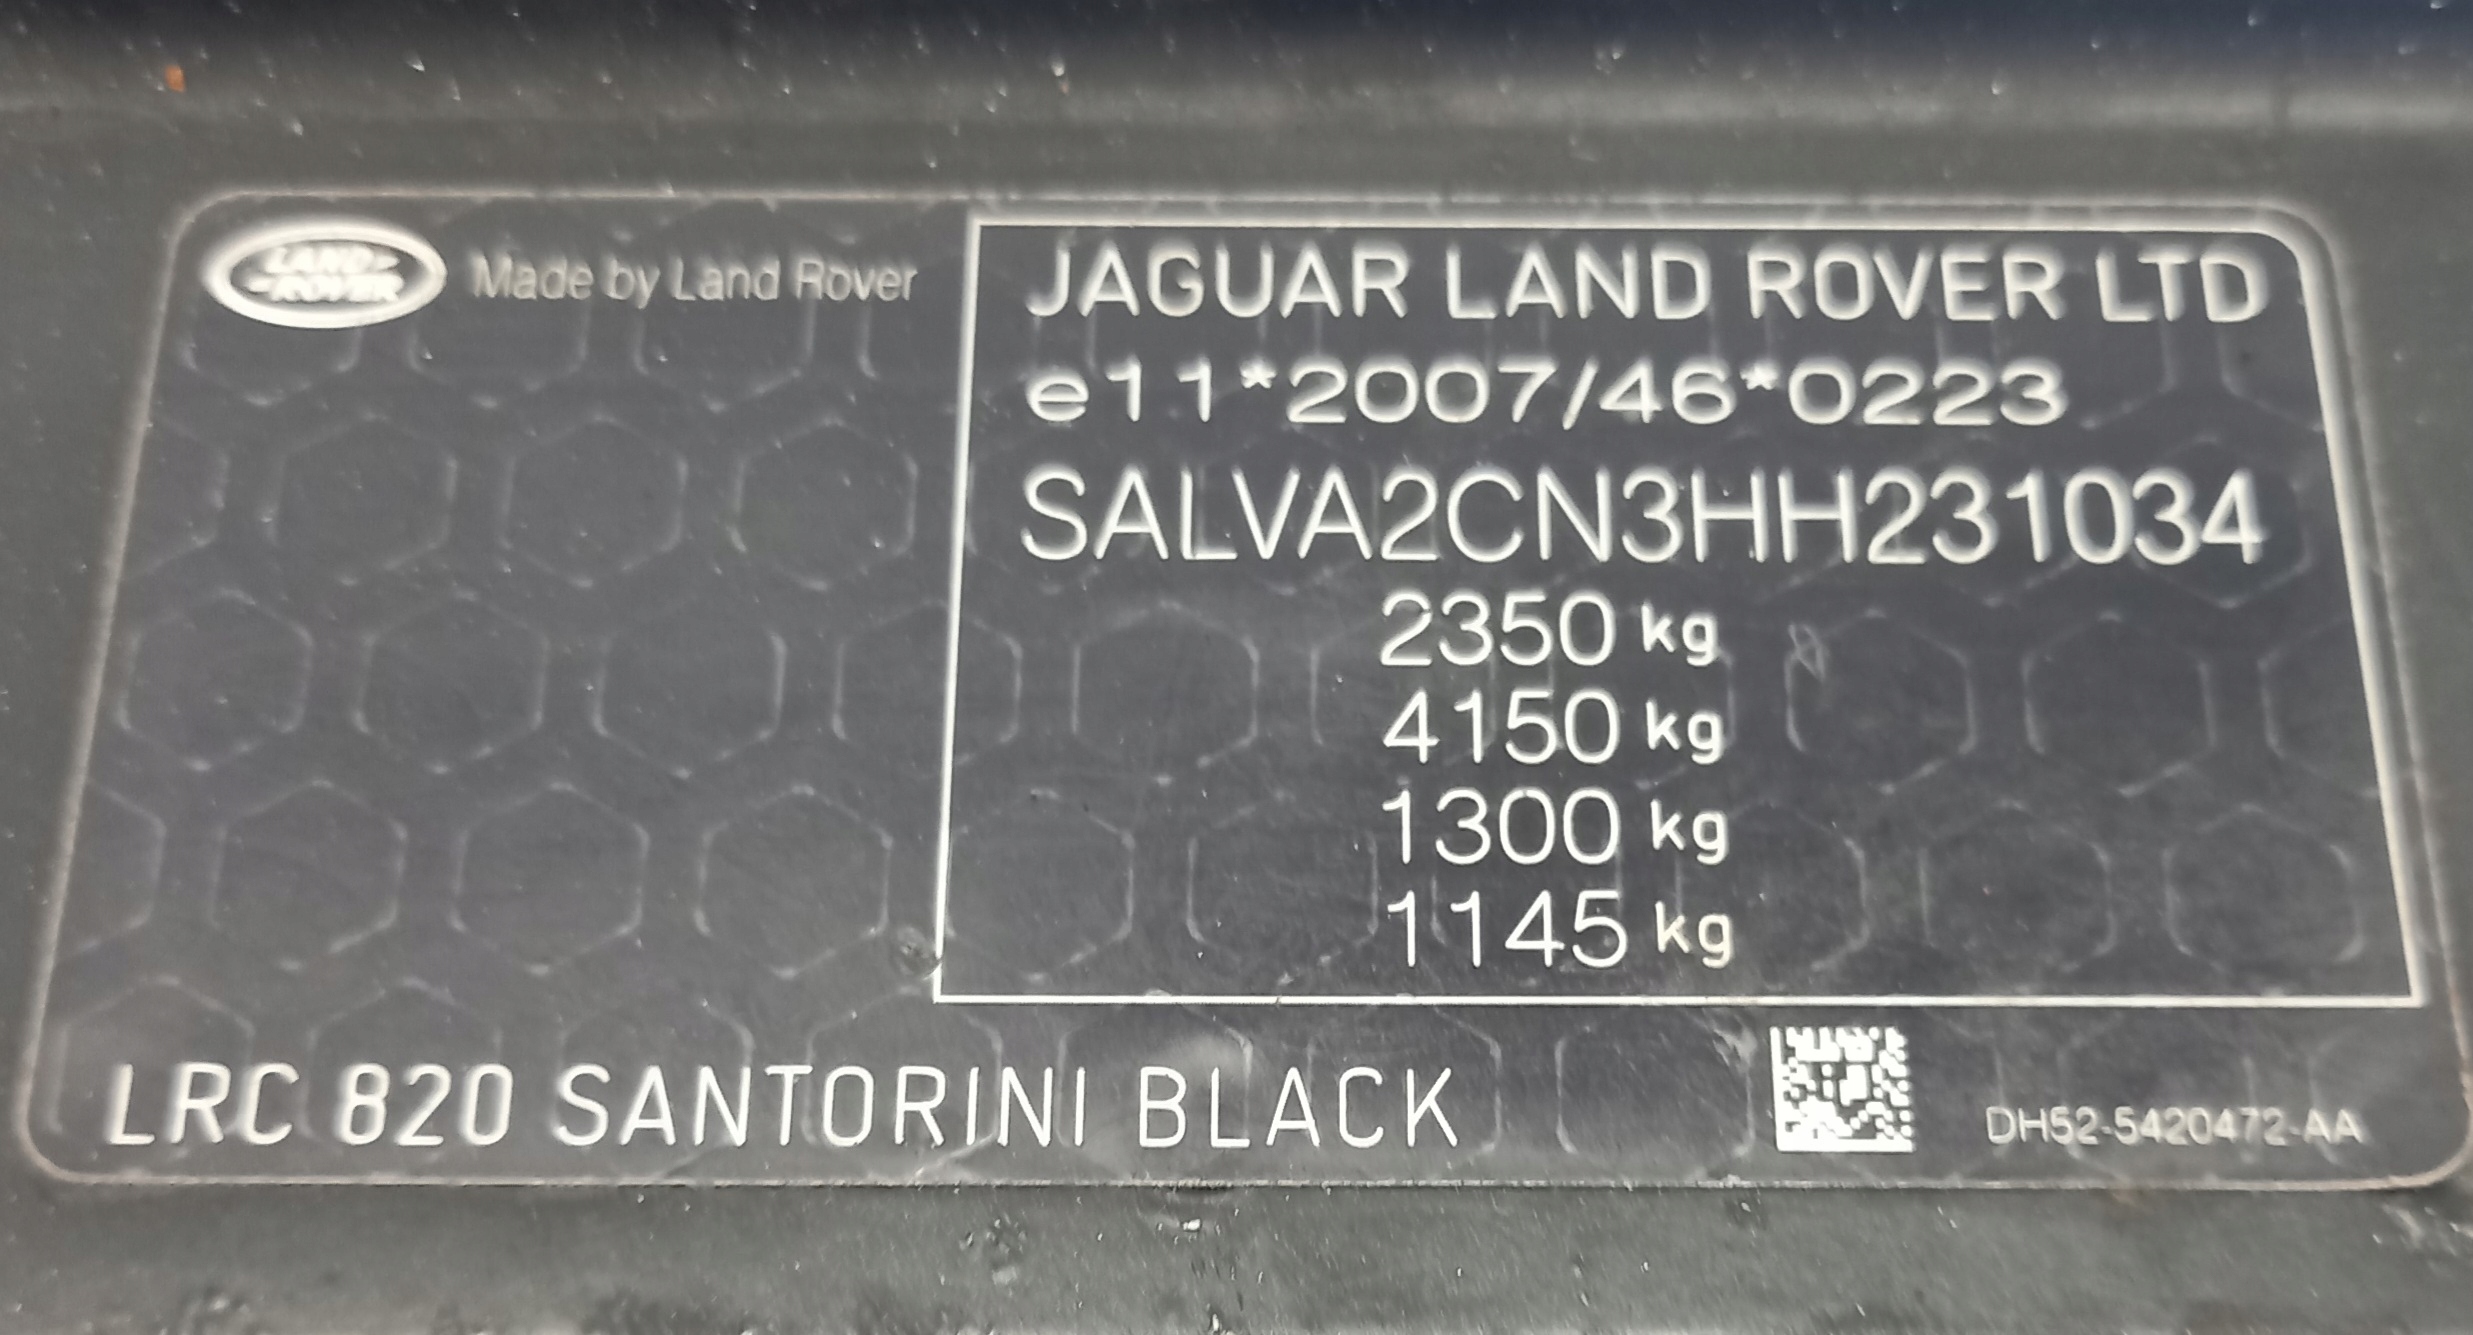 LAND-
-ROVER
Made by Land Rover
JAGUAR LAND ROVER LTD
e11*2007/46*0223
SALVA2CN3HH231034
2350 kg
4150 kg
1300 kg
1145 kg
LRC 820 SANTORINI BLACK
DH52-5420472-AA